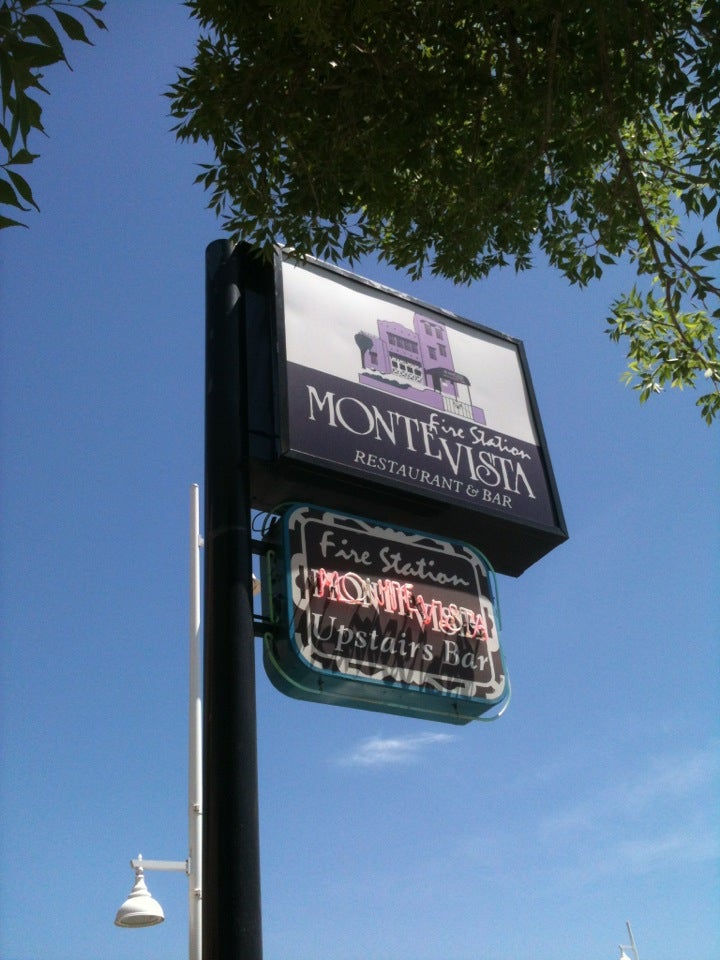 Fire Station
MONTEVISTA
RESTAURANT & BAR
Fire Station
MONTEVISTA
Upstairs Bar